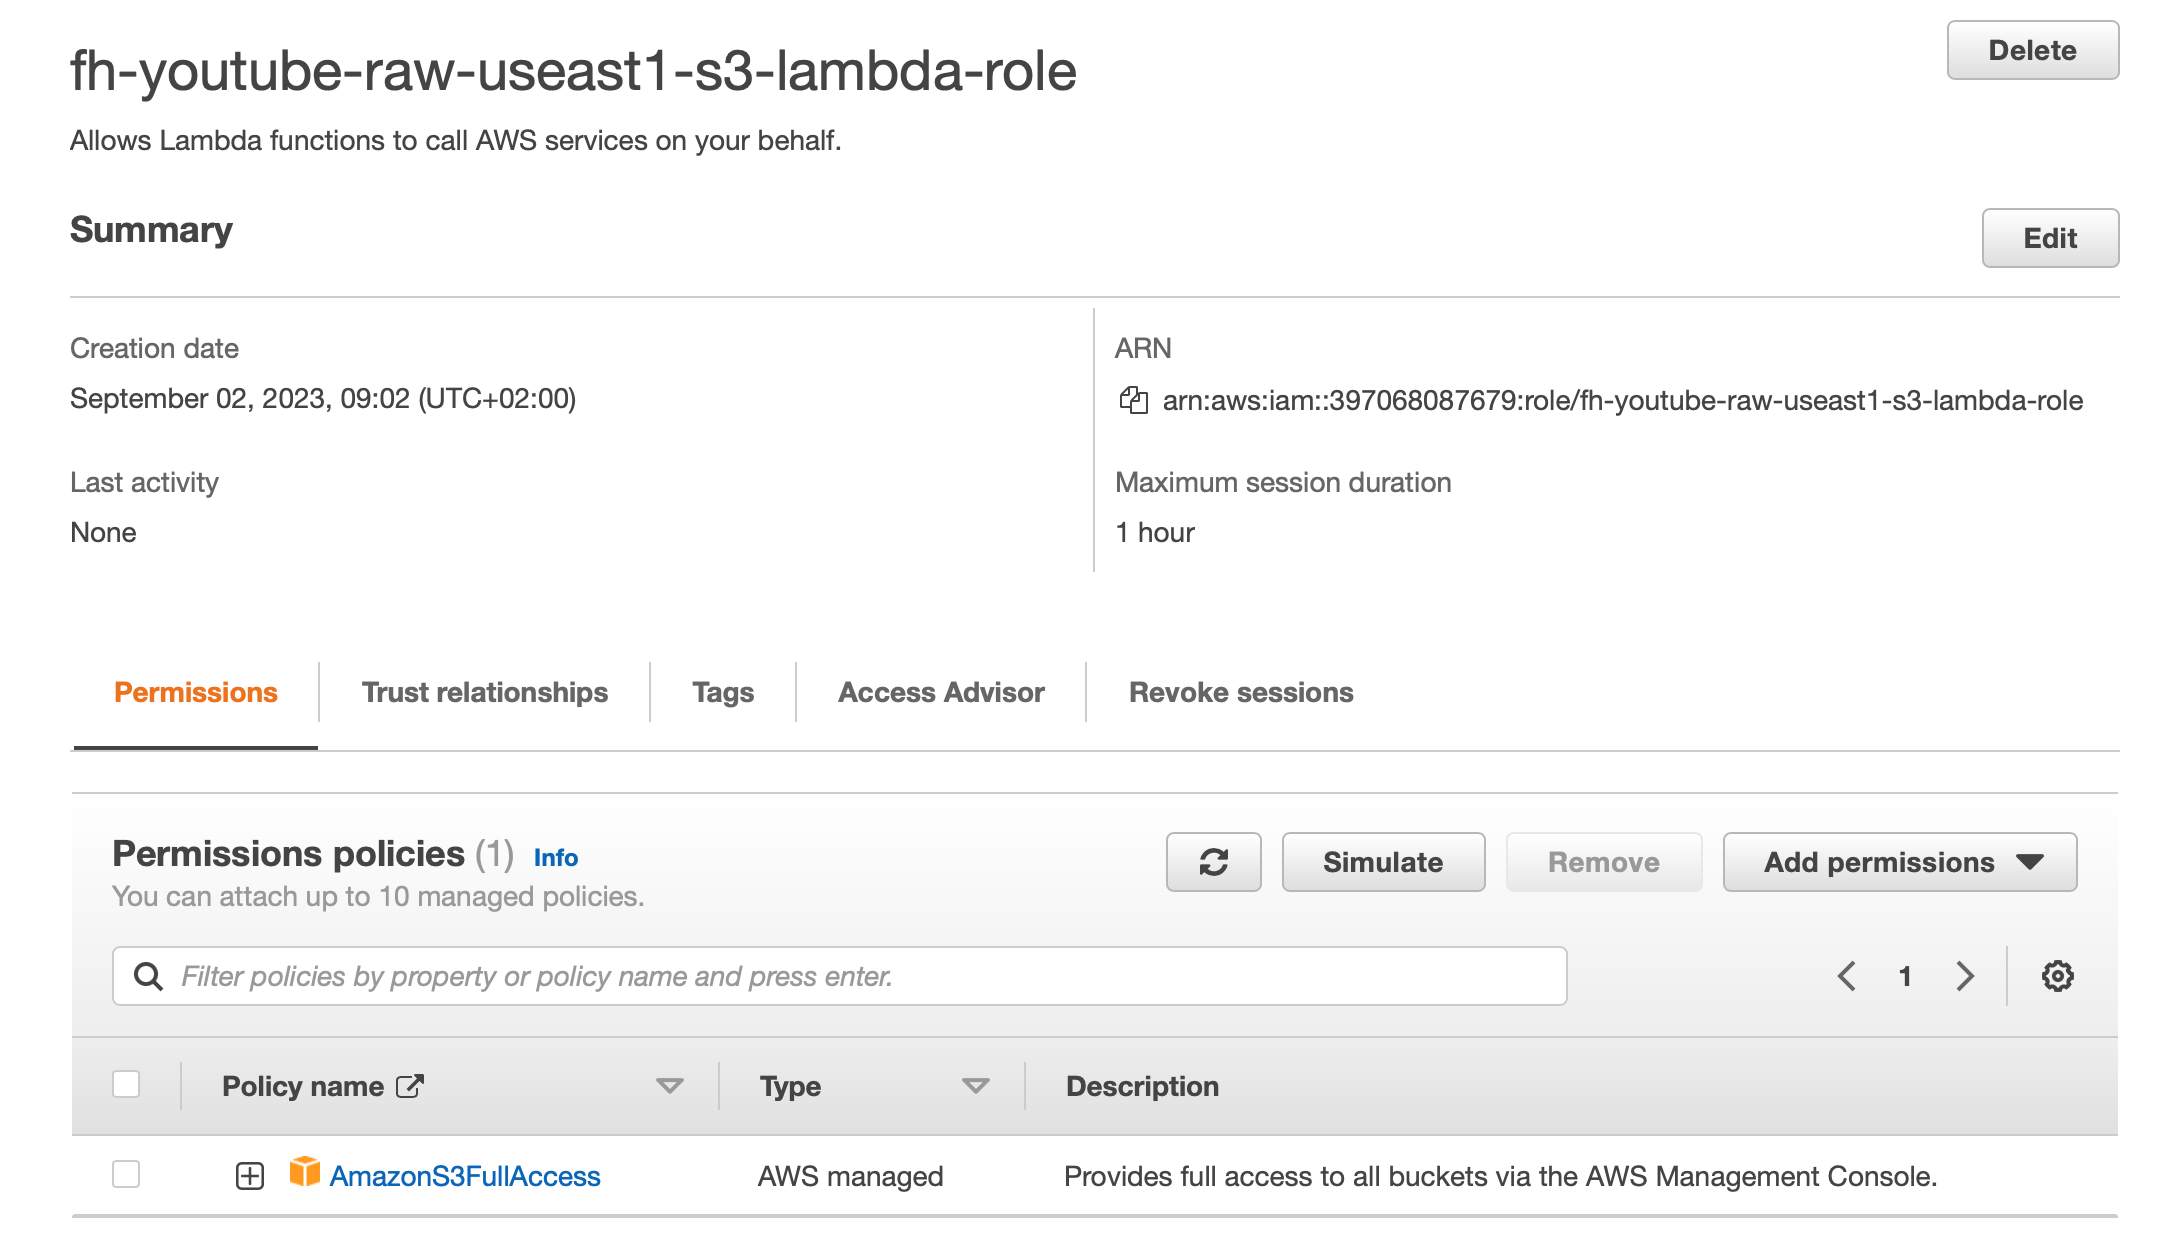 fh-youtube-raw-useast1-s3-lambda-role
Delete
Allows Lambda functions to call AWS services on your behalf.
Summary
Edit
Creation date
September 02, 2023, 09:02 (UTC+02:00)
ARN
arn:aws:iam::397068087679:role/fh-youtube-raw-useast1-s3-lambda-role
Last activity
None
Maximum session duration
1 hour
Permissions
Trust relationships
Tags
Access Advisor
Revoke sessions
Permissions policies (1) Info
You can attach up to 10 managed policies.
Simulate
Remove
Add permissions
Filter policies by property or policy name and press enter.
1
Policy name
Type
Description
AmazonS3FullAccess
AWS managed
Provides full access to all buckets via the AWS Management Console.